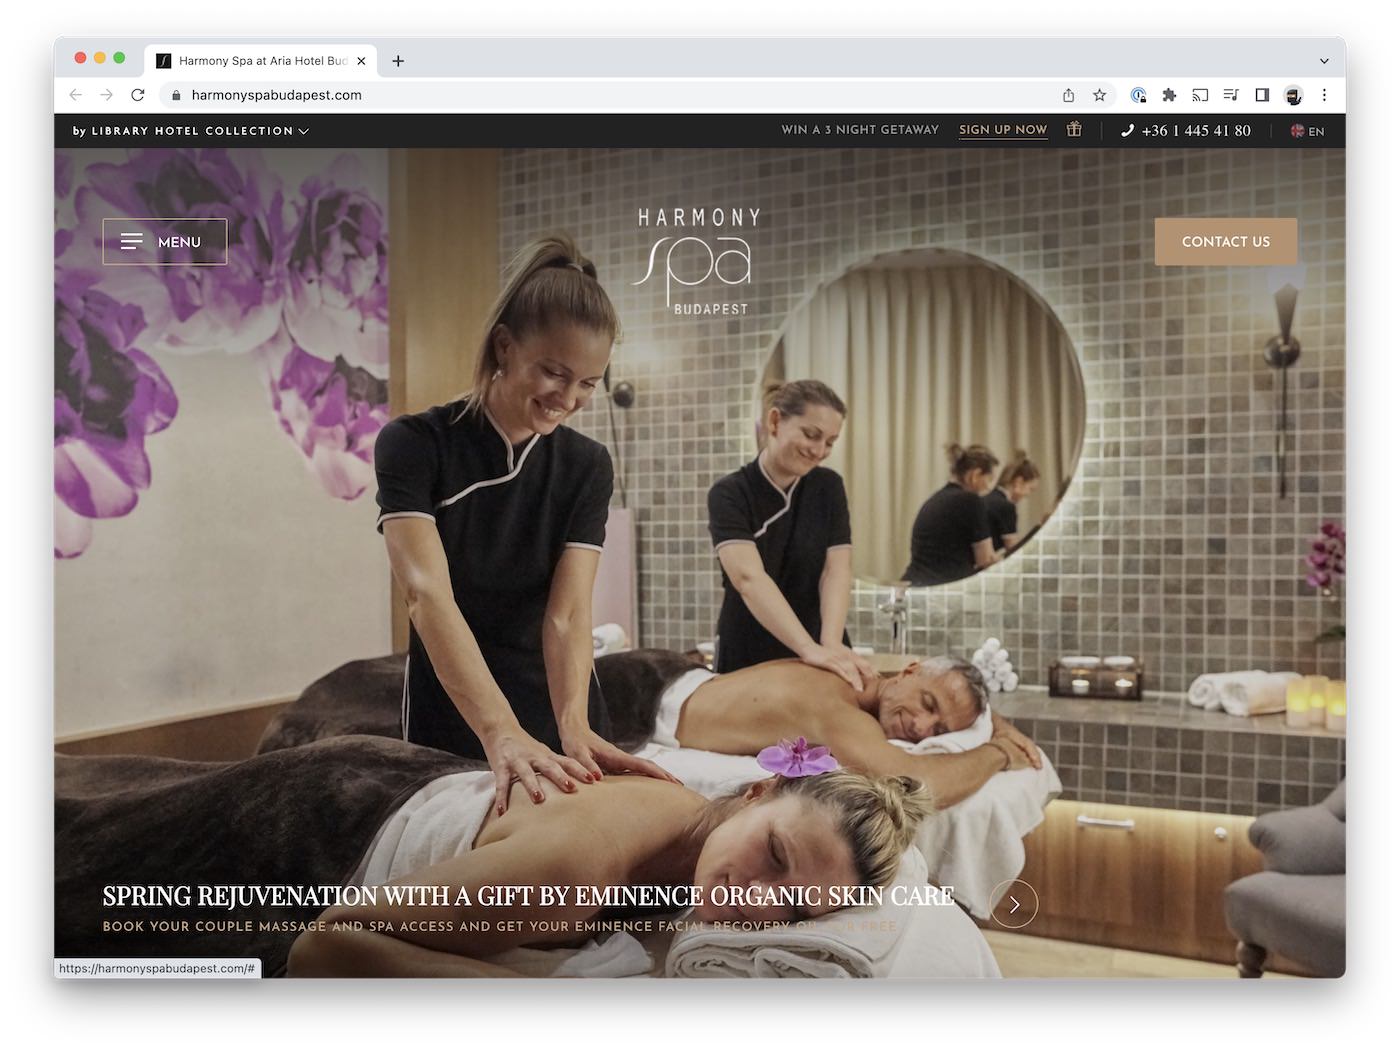 Harmony Spa at Aria Hotel Bud
harmonyspabudapest.com
by LIBRARY HOTEL COLLECTION
WIN A 3 NIGHT GETAWAY
SIGN UP NOW
+36 1 445 41 80
EN
MENU
HARMONY
spa
BUDAPEST
CONTACT US
SPRING REJUVENATION WITH A GIFT BY EMINENCE ORGANIC SKIN CARE
BOOK YOUR COUPLE MASSAGE AND SPA ACCESS AND GET YOUR EMINENCE FACIAL RECOVERY OIL FOR FREE
https://harmonyspabudapest.com/#